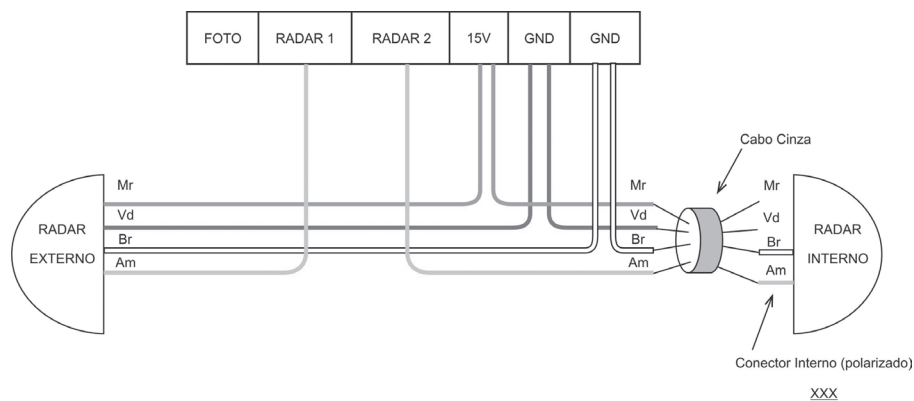 FOTO RADAR 1 RADAR 2 15V GND GND
Cabo Cinza
Mr Mr Mr
Vd Vd Vd
RADAR EXTERNO
Br Br Br
RADAR INTERNO
Am Am Am
Conector Interno (polarizado)
XXX